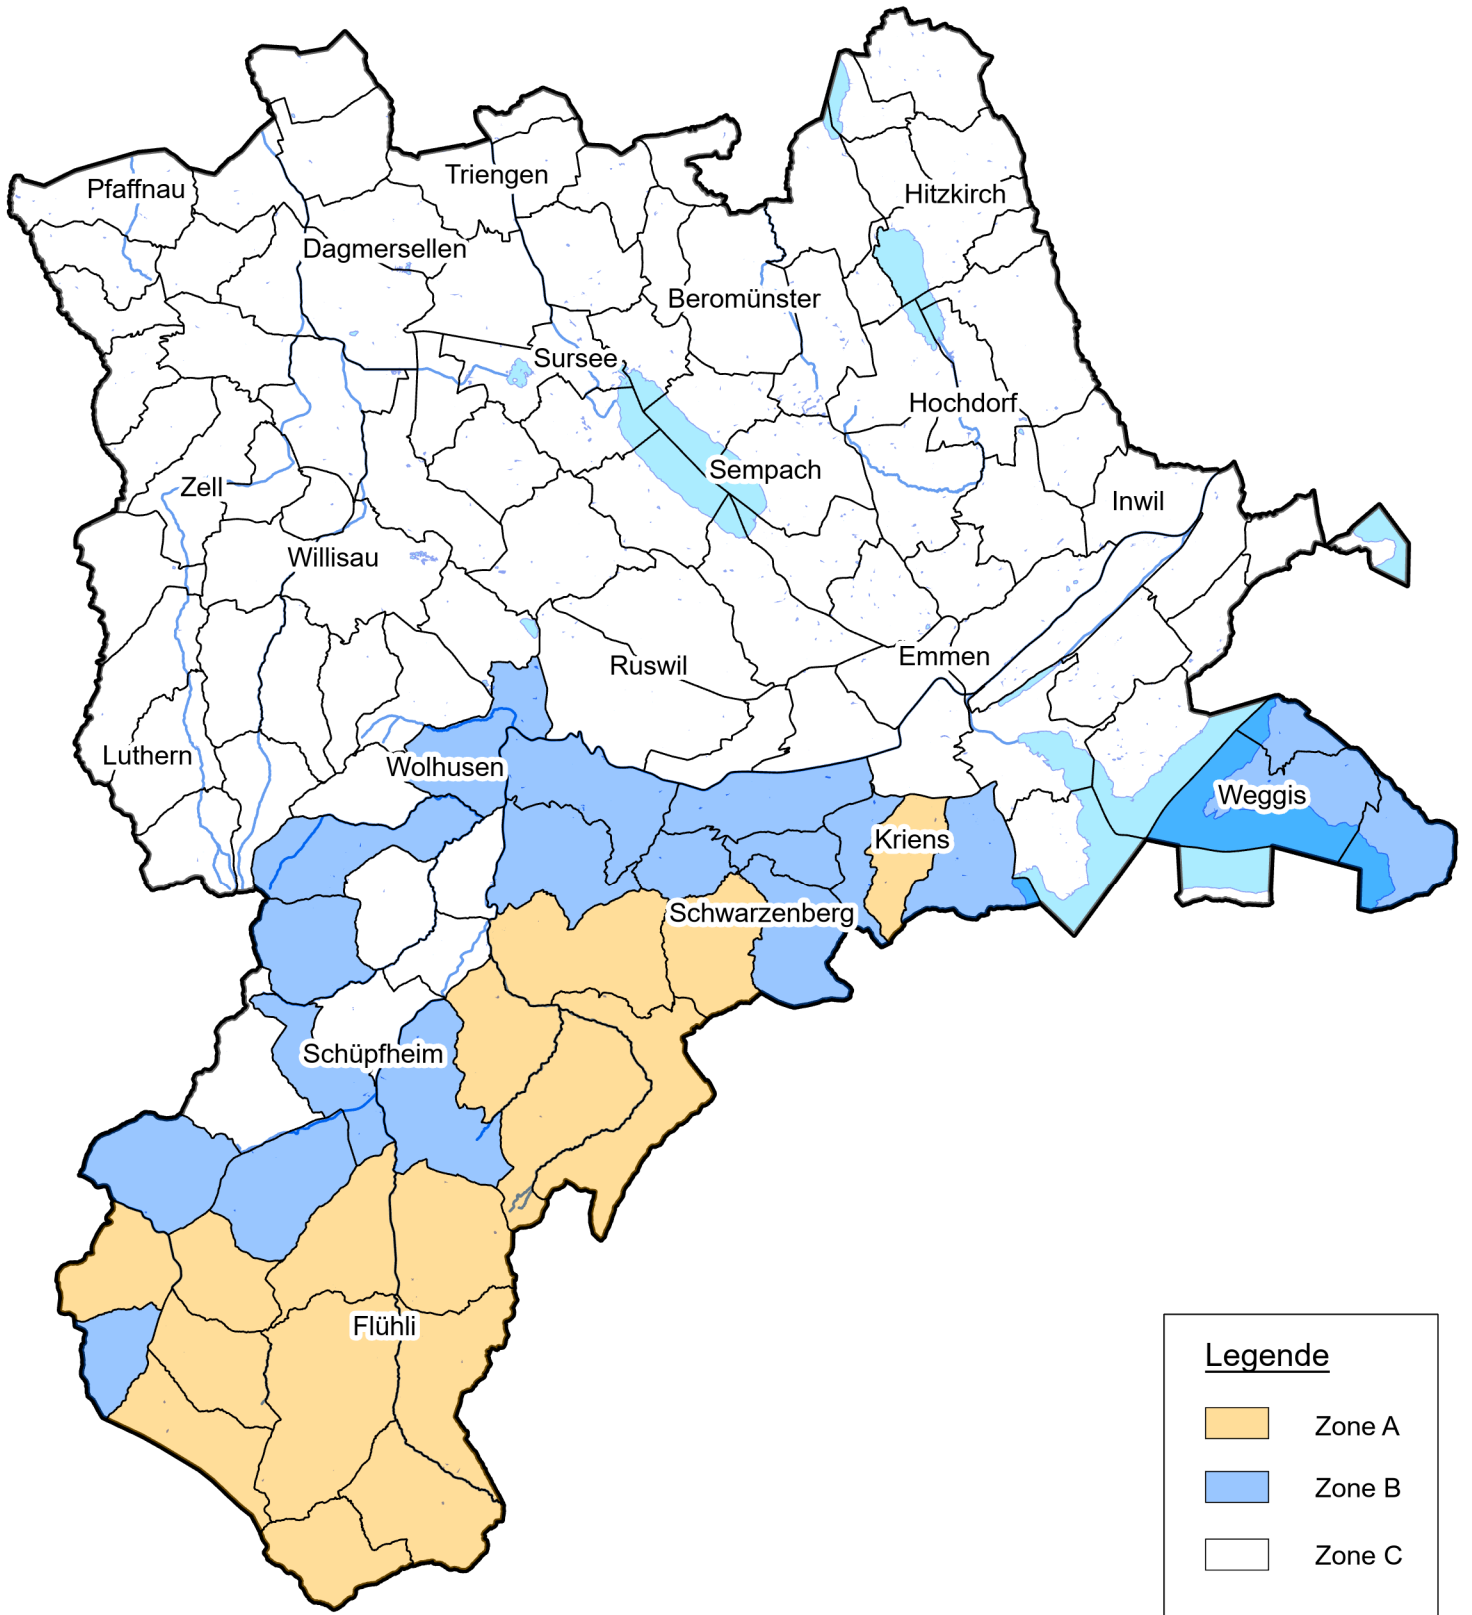 Pfaffnau
Triengen
Hitzkirch
Dagmersellen
Beromünster
Sursee
Hochdorf
Sempach
Zell
Inwil
Willisau
Emmen
Ruswil
Luthern
Wolhusen
Weggis
Kriens
Schwarzenberg
Schüpfheim
Flühli
Legende
Zone A
Zone B
Zone C